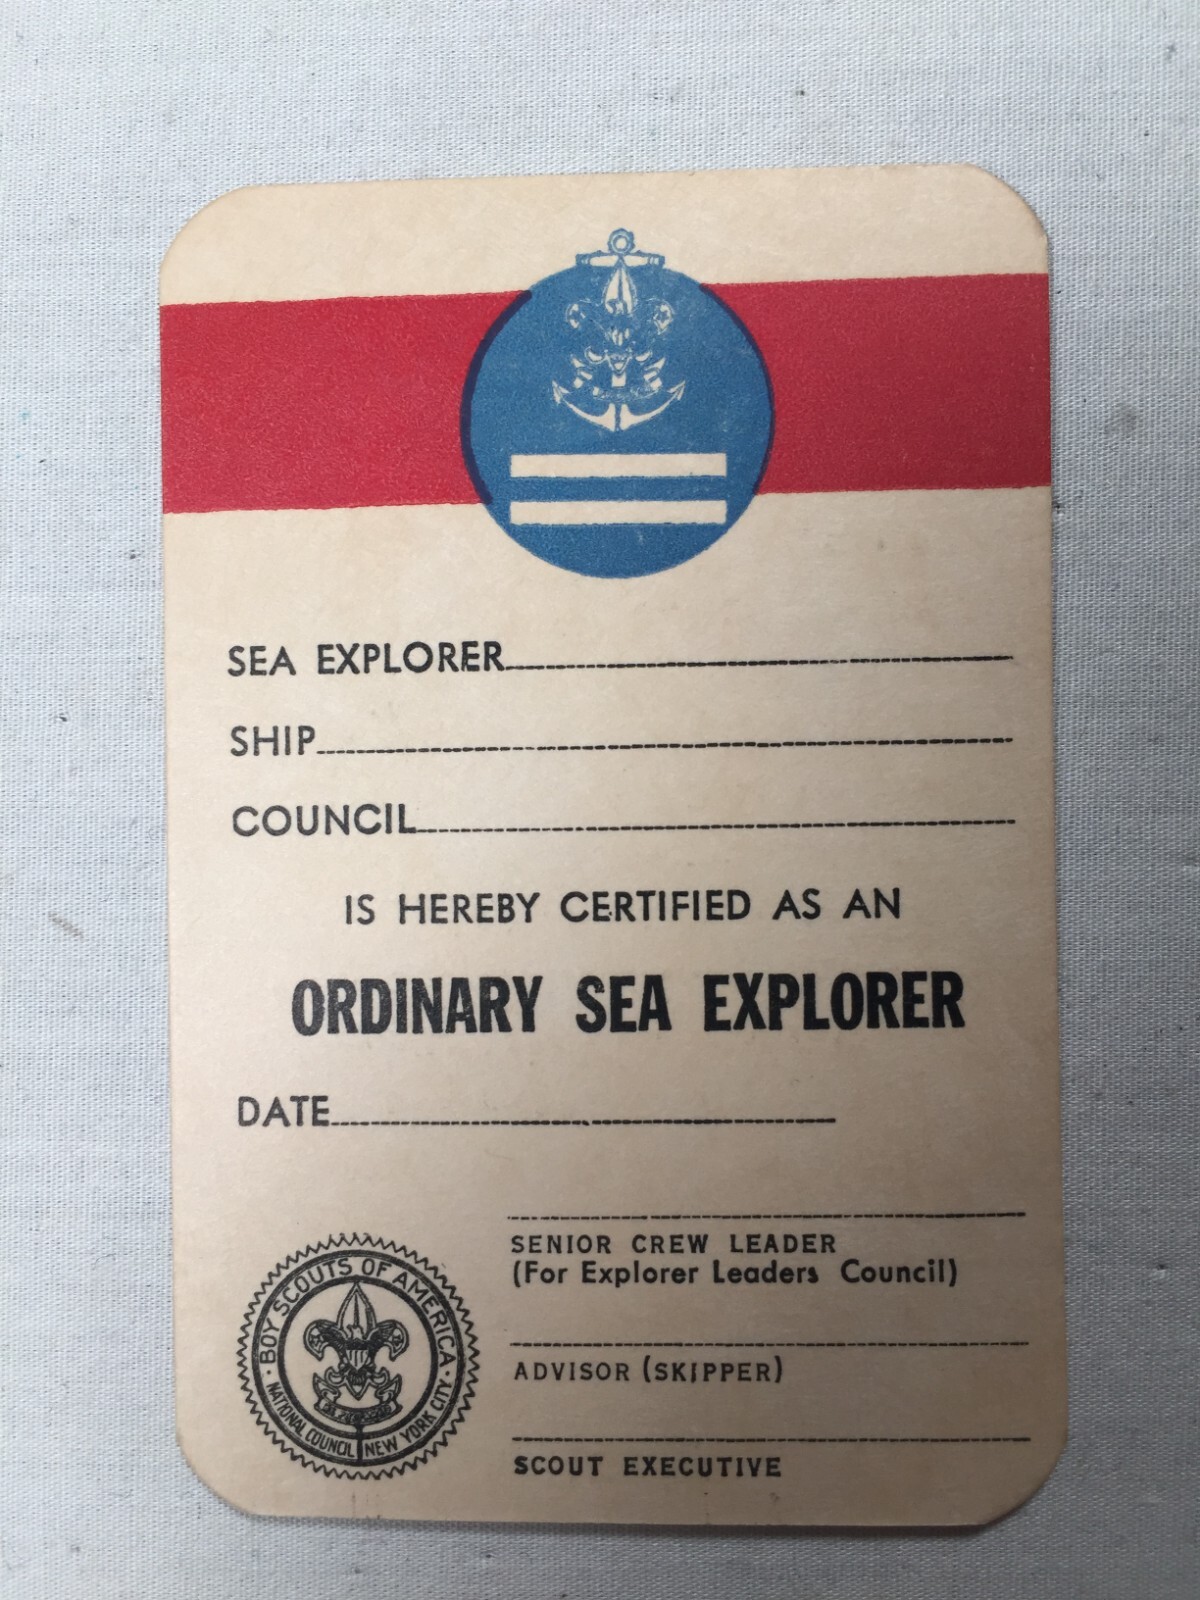 SEA EXPLORER
SHIP
COUNCIL
IS HEREBY CERTIFIED AS AN
ORDINARY SEA EXPLORER
DATE
SENIOR CREW LEADER
(For Explorer Leaders Council)
ADVISOR (SKIPPER)
SCOUT EXECUTIVE
BOY SCOUTS OF AMERICA
NATIONAL COUNCIL NEW YORK CITY